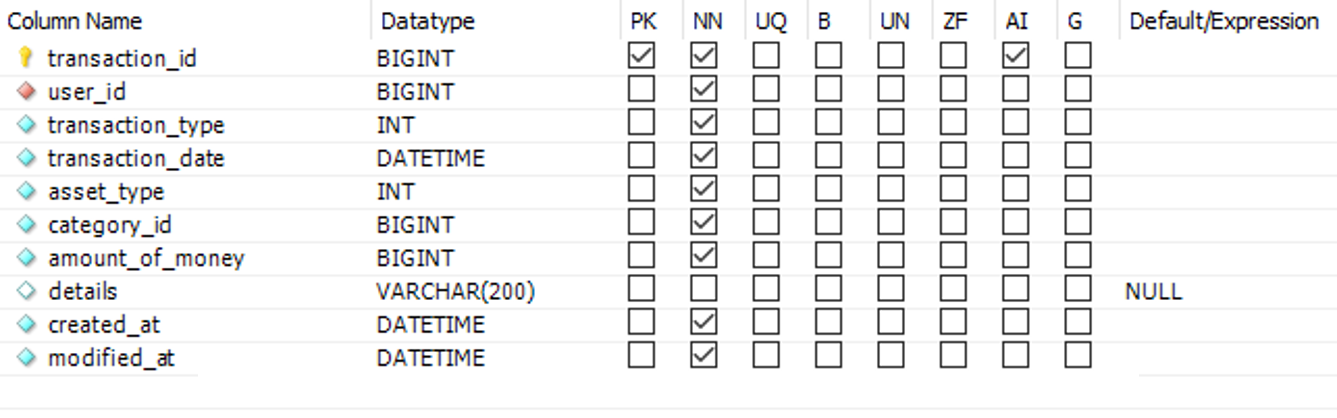 Column Name Datatype PK NN UQ B UN ZF AI G Default/Expression
transaction_id BIGINT
user_id BIGINT
transaction_type INT
transaction_date DATETIME
asset_type INT
category_id BIGINT
amount_of_money BIGINT
details VARCHAR(200) NULL
created_at DATETIME
modified_at DATETIME